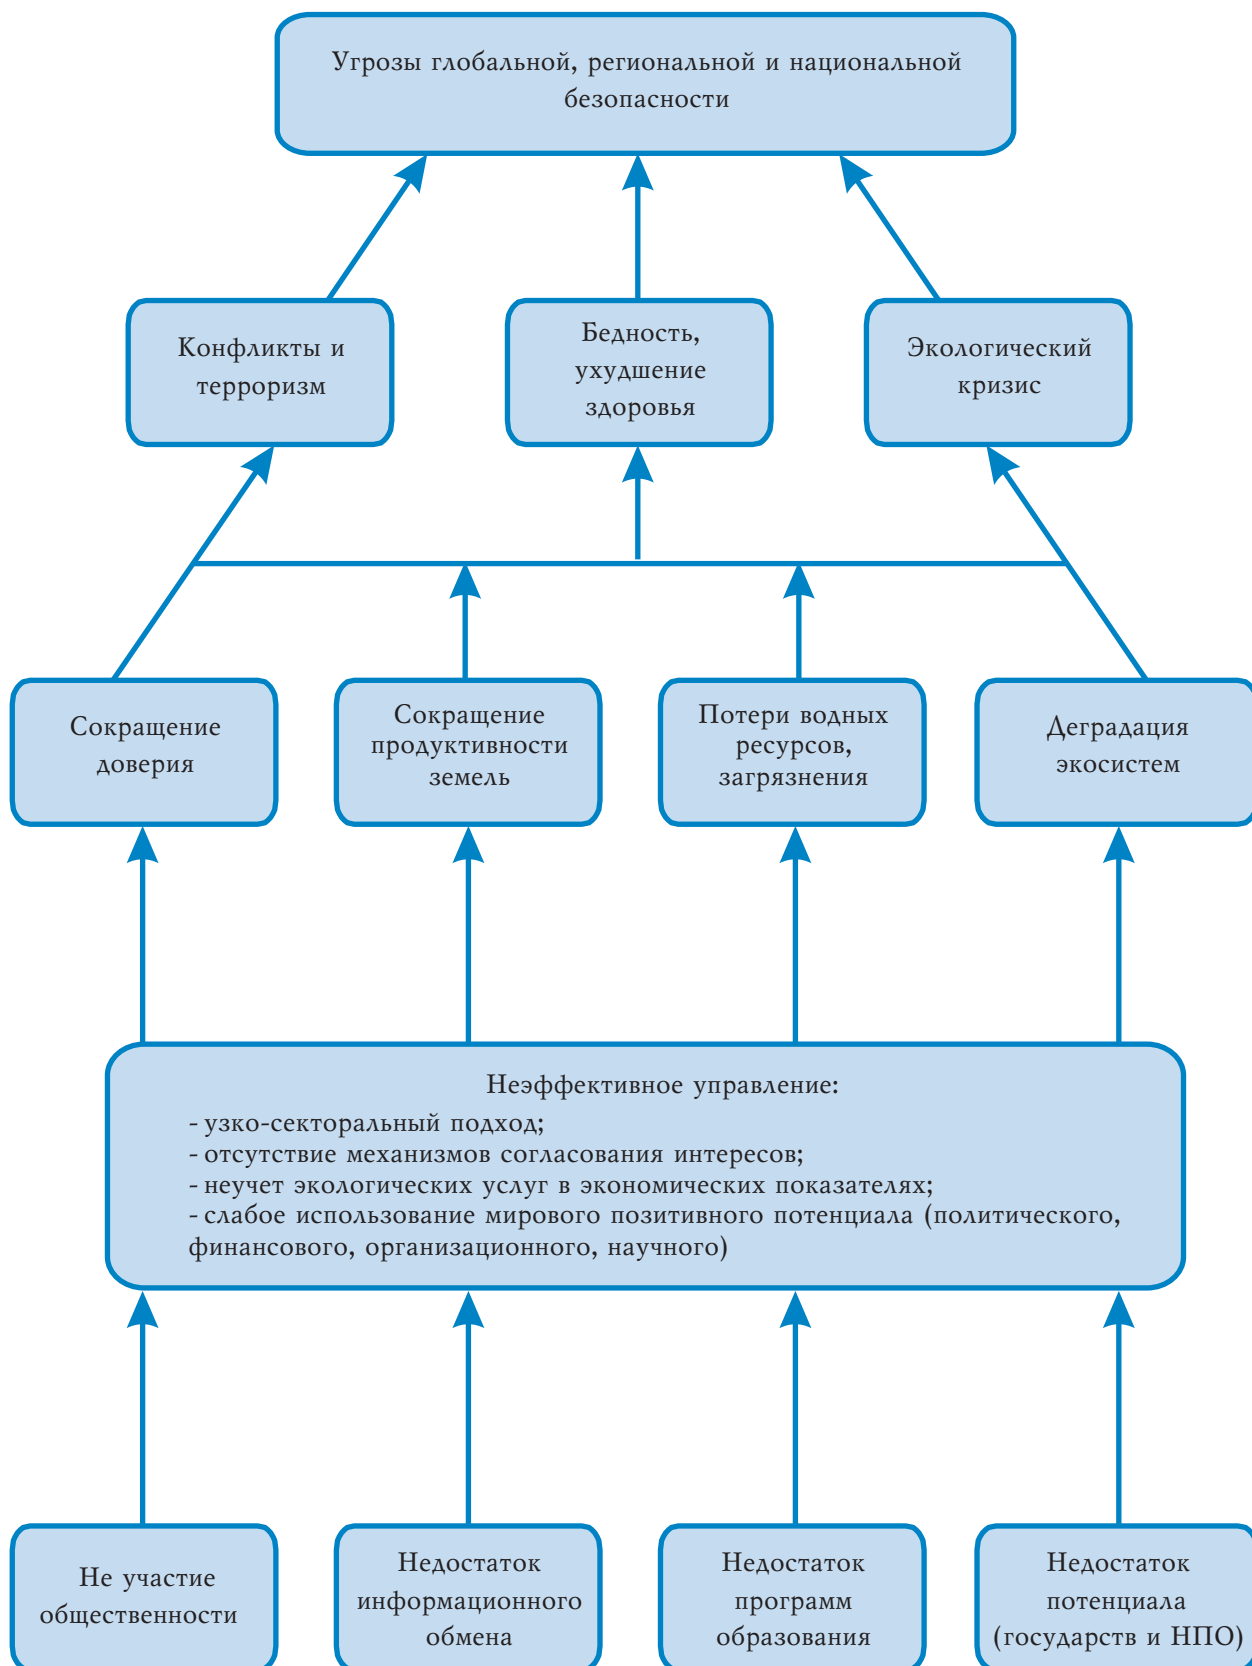 Угрозы глобальной, региональной и национальной
безопасности
Конфликты и
терроризм
Бедность,
ухудшение
здоровья
Экологический
кризис
Сокращение
доверия
Сокращение
продуктивности
земель
Потери водных
ресурсов,
загрязнения
Деградация
экосистем
Неэффективное управление:
- узко-секторальный подход;
- отсутствие механизмов согласования интересов;
- неучет экологических услуг в экономических показателях;
- слабое использование мирового позитивного потенциала (политического,
финансового, организационного, научного)
Не участие
общественности
Недостаток
информационного
обмена
Недостаток
программ
образования
Недостаток
потенциала
(государств и НПО)